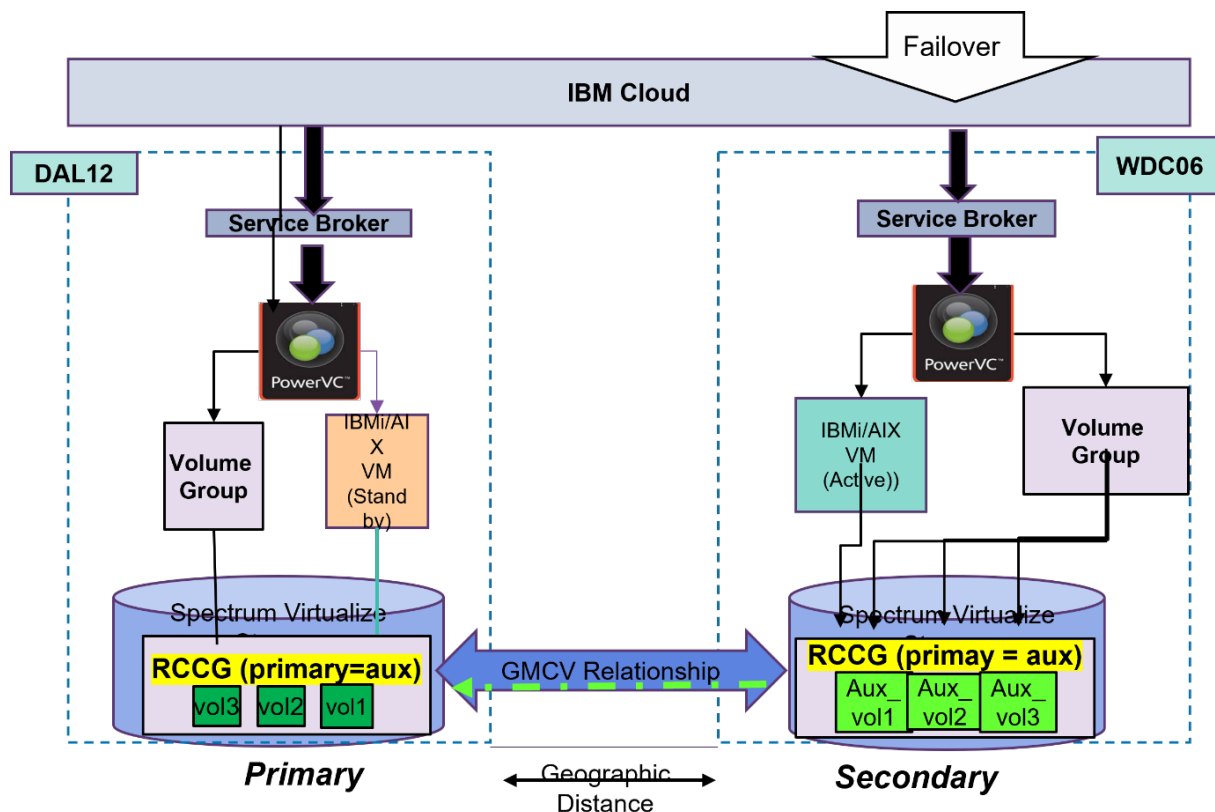 Failover
IBM Cloud
DAL12
WDC06
Service Broker
Service Broker
PowerVC™
PowerVC™
Volume
Group
IBMi/AI
X
VM
(Stand
by)
IBMi/AIX
VM
(Active))
Volume
Group
Spectrum Virtualize
RCCG (primary=aux)
vol3
vol2
vol1
GMCV Relationship
Spectrum Virtualize
RCCG (primay = aux)
Aux_
vol1
Aux_
vol2
Aux_
vol3
Primary
Geographic
Distance
Secondary